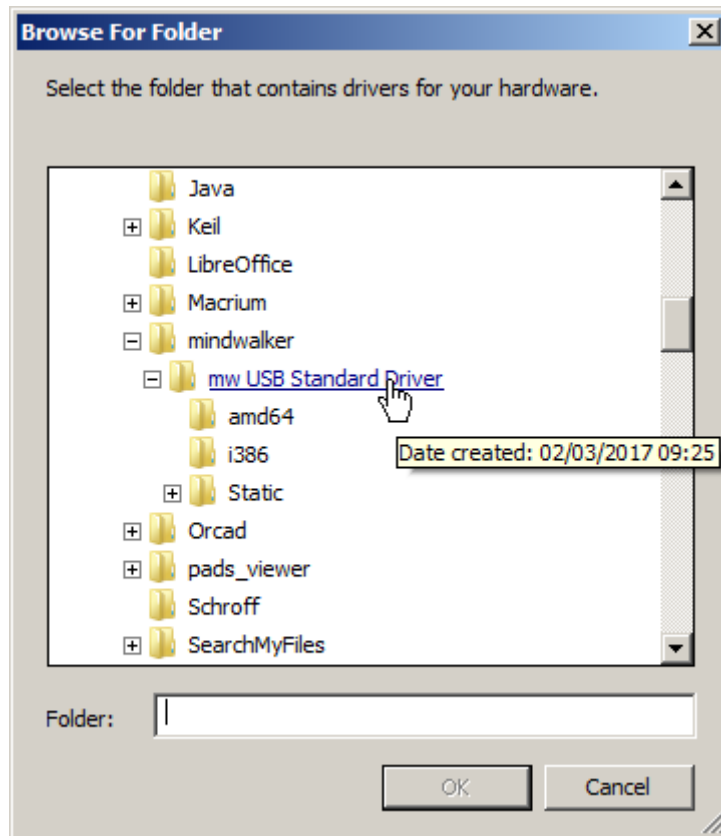 Browse For Folder
Select the folder that contains drivers for your hardware.
Java
Keil
LibreOffice
Macrium
mindwalker
mw USB Standard Driver
amd64
i386
Date created: 02/03/2017 09:25
Static
Orcad
pads_viewer
Schroff
SearchMyFiles
Folder:
OK
Cancel